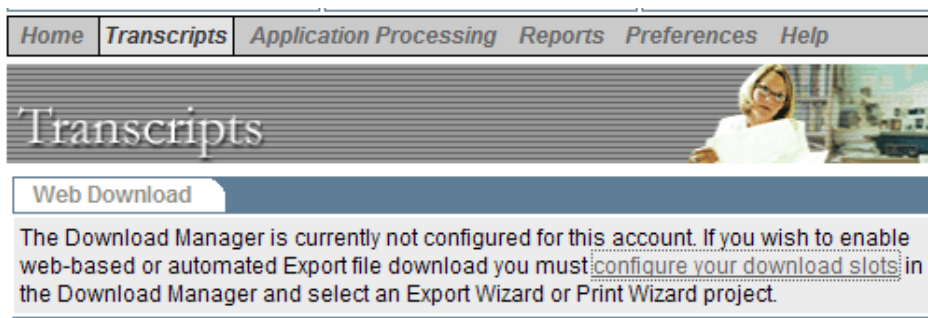 Home Transcripts Application Processing Reports Preferences Help
Transcripts
Web Download
The Download Manager is currently not configured for this account. If you wish to enable
web-based or automated Export file download you must configure your download slots in
the Download Manager and select an Export Wizard or Print Wizard project.